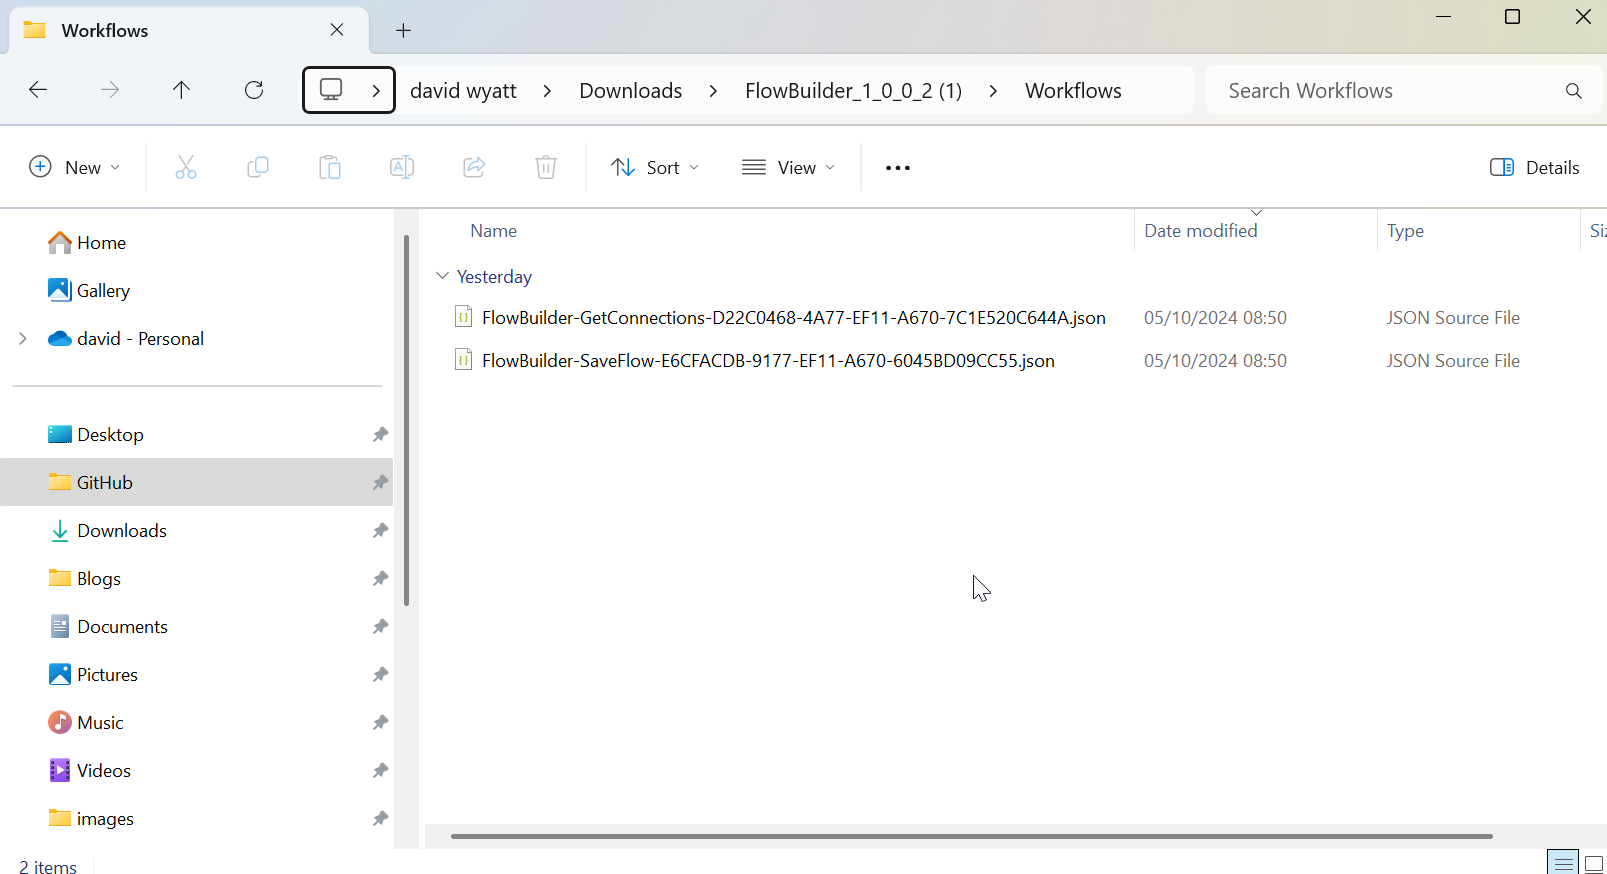 Workflows
david wyatt > Downloads > FlowBuilder_1_0_0_2 (1) > Workflows
Search Workflows
New
Sort
View
Details
Home
Gallery
david - Personal
Desktop
GitHub
Downloads
Blogs
Documents
Pictures
Music
Videos
images
Name Date modified Type Siz
Yesterday
FlowBuilder-GetConnections-D22C0468-4A77-EF11-A670-7C1E520C644A.json 05/10/2024 08:50 JSON Source File
FlowBuilder-SaveFlow-E6CFACDB-9177-EF11-A670-6045BD09CC55.json 05/10/2024 08:50 JSON Source File
2 items